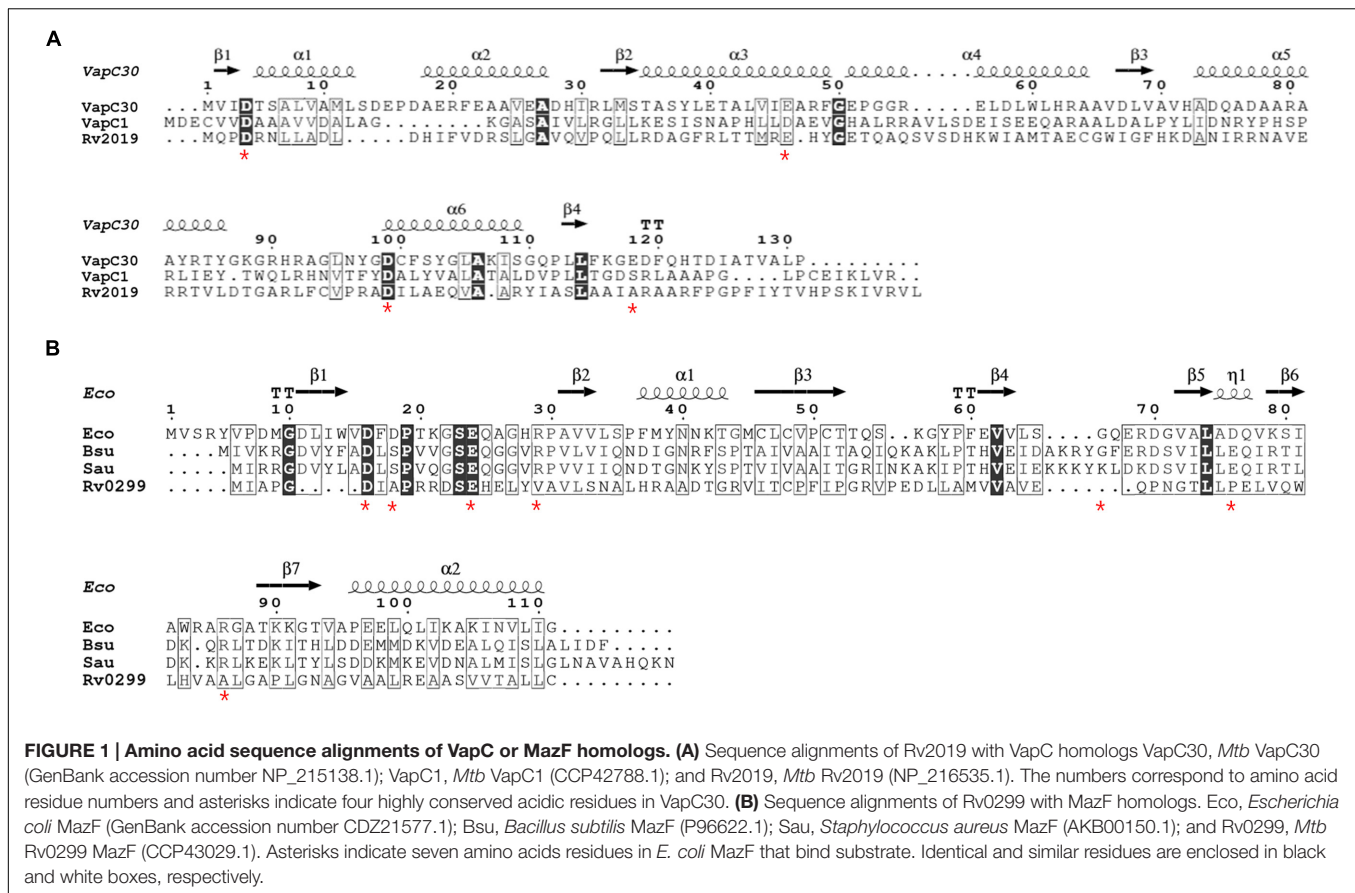 A
β1 α1 α2 β2 α3 α4 β3 α5
VapC30
1 10 20 30 40 50 60 70 80
VapC30 ...MVIDTSALVAMLSDEPDAERFEAAVEADHIRLMSTASYLETALVIEARFGEPGGR.....ELDLWLHRAAVDLVAVHADQADAARA
VapC1 MDECVVDAAAVVDALAG........KGASAIVLRGLLKESISNAPHLLDAEVGHALRRAVLSDEISEEQARAALDALPYLIDNRYPHSP
Rv2019 ...MQPDRNLLADL.....DHIFVDRSLGAVQVPQLLRDAGFRLTTMRE.HYGETQAQSVSDHKWIAMTAECGWIGFHKDANIRRNAVE
* *
α6 β4
VapC30 TT
90 100 110 120 130
VapC30 AYRTYGKGRHRAGLNYGDCFSYGLAKISGQPLLFKGEDFQHTDIATVALP.........
VapC1 RLIEY.TWQLRHNVTFYDALYVALATALDVPLLTGDSRLAAAPG....LPCEIKLVR..
Rv2019 RRTVLDTGARLFCVPRADILAEQVA.ARYIASLAAIARAARFPGPFIYTVHPSKIVRVL
* *
B
β1 β2 α1 β3 β4 β5 η1 β6
Eco TT TT
1 10 20 30 40 50 60 70 80
Eco MVSRYVPDMGDLIWVDFDPTKGSEQAGHRPAVVLSPFMYNNKTGMCLCVPCTTQS..KGYPFEVVLS....GQERDGVALADQVKSI
Bsu ....MIVKRGDVYFADLSPVVGSEQGGVRPVLVIQNDIGNRFSPTAIVAAITAQIQKAKLPTHVEIDAKRYGFERDSVILLEQIRTI
Sau .....MIRRGDVYLADLSPVQGSEQGGVRPVVIIQNDTGNKYSPTVIVAAITGRINKAKIPTHVEIEKKKYKLDKDSVILLEQIRTL
Rv0299 .....MIAPG....DIAPRRDSEHELYVAVLSNALHRAADTGRVITCPFIPGRVPEDLLAMVVAVE......QPNGTLLPELVQW
* * * * * *
β7 α2
Eco
90 100 110
Eco AWRARGATKKGTVAPEELQLIKAKINVLIG.........
Bsu DK.QRLTDKITHLDDEMMDKVDEALQISLALIDF.....
Sau DK.KRLKEKLTYLSDDKMKEVDNALMISLGLNAVAHQKN
Rv0299 LHVAALGAPLGNAGVAALREAASVVTALLC.........
*
FIGURE 1 | Amino acid sequence alignments of VapC or MazF homologs. (A) Sequence alignments of Rv2019 with VapC homologs VapC30, Mtb VapC30
(GenBank accession number NP_215138.1); VapC1, Mtb VapC1 (CCP42788.1); and Rv2019, Mtb Rv2019 (NP_216535.1). The numbers correspond to amino acid
residue numbers and asterisks indicate four highly conserved acidic residues in VapC30. (B) Sequence alignments of Rv0299 with MazF homologs. Eco, Escherichia
coli MazF (GenBank accession number CDZ21577.1); Bsu, Bacillus subtilis MazF (P96622.1); Sau, Staphylococcus aureus MazF (AKB00150.1); and Rv0299, Mtb
Rv0299 MazF (CCP43029.1). Asterisks indicate seven amino acids residues in E. coli MazF that bind substrate. Identical and similar residues are enclosed in black
and white boxes, respectively.